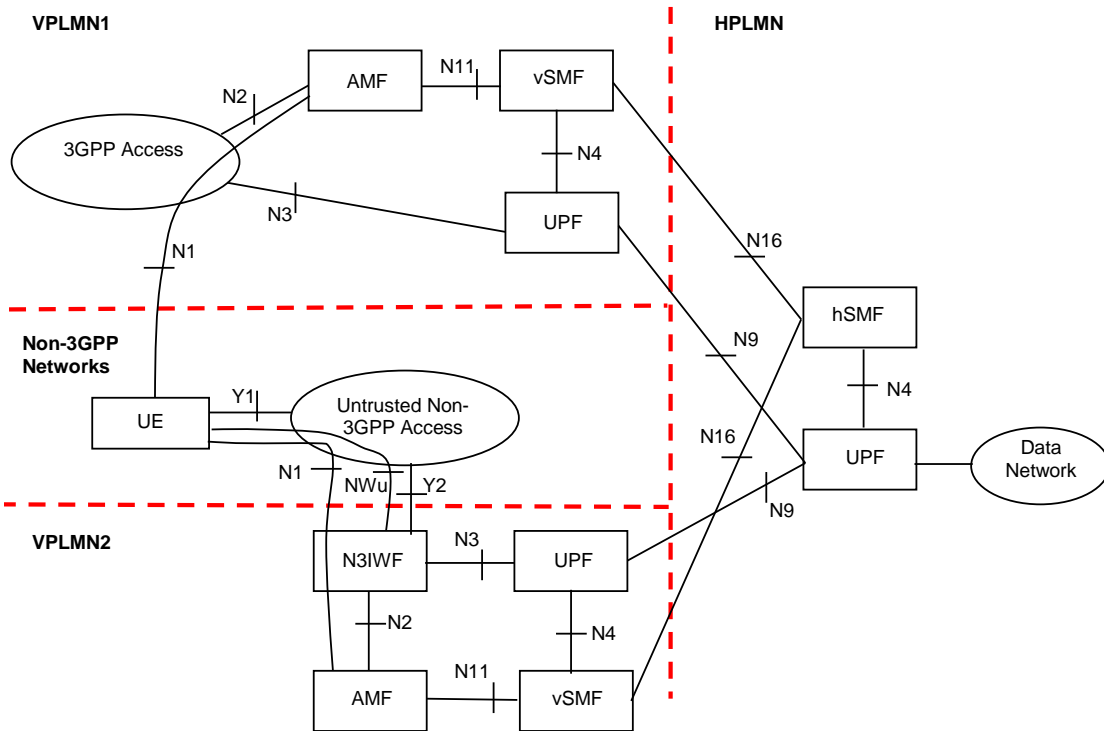 VPLMN1
HPLMN
N11
AMF
vSMF
N2
3GPP Access
N4
N3
UPF
N1
N16
hSMF
Non-3GPP
Networks
N9
N4
Y1
UE
Untrusted Non-
3GPP Access
N16
UPF
Data
Network
N1
NWu
Y2
N9
VPLMN2
N3
N3IWF
UPF
N2
N4
N11
AMF
vSMF